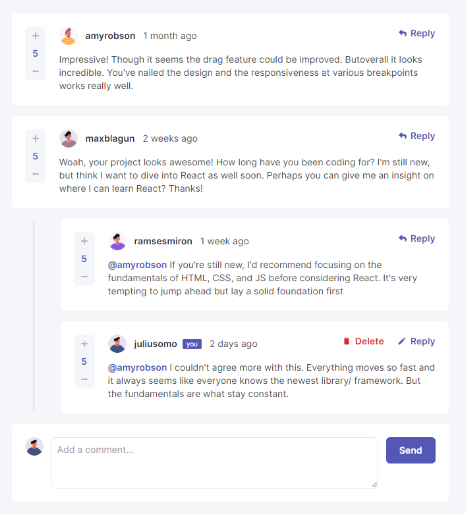 +
amyrobson 1 month ago Reply
5
Impressive! Though it seems the drag feature could be improved. Butoverall it looks
incredible. You've nailed the design and the responsiveness at various breakpoints
works really well.
−
+
maxblagun 2 weeks ago Reply
5
Woah, your project looks awesome! How long have you been coding for? I'm still new,
but think I want to dive into React as well soon. Perhaps you can give me an insight on
where I can learn React? Thanks!
−
+
ramsesmiron 1 week ago Reply
5
@amyrobson If you're still new, I'd recommend focusing on the
fundamentals of HTML, CSS, and JS before considering React. It's very
tempting to jump ahead but lay a solid foundation first
−
+
juliusomo you 2 days ago Delete Reply
5
@amyrobson I couldn't agree more with this. Everything moves so fast and
it always seems like everyone knows the newest library/ framework. But
the fundamentals are what stay constant.
−
Add a comment... Send